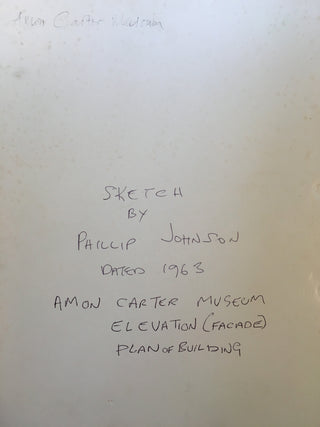 Amon Carter Museum
SKETCH
BY
PHILLIP JOHNSON
DATED 1963
AMON CARTER MUSEUM
ELEVATION (FACADE)
PLAN OF BUILDING